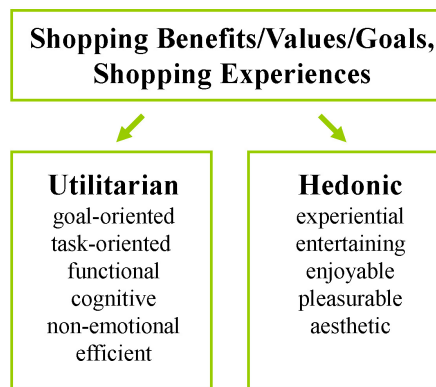 Shopping Benefits/Values/Goals,
Shopping Experiences
Utilitarian
goal-oriented
task-oriented
functional
cognitive
non-emotional
efficient
Hedonic
experiential
entertaining
enjoyable
pleasurable
aesthetic